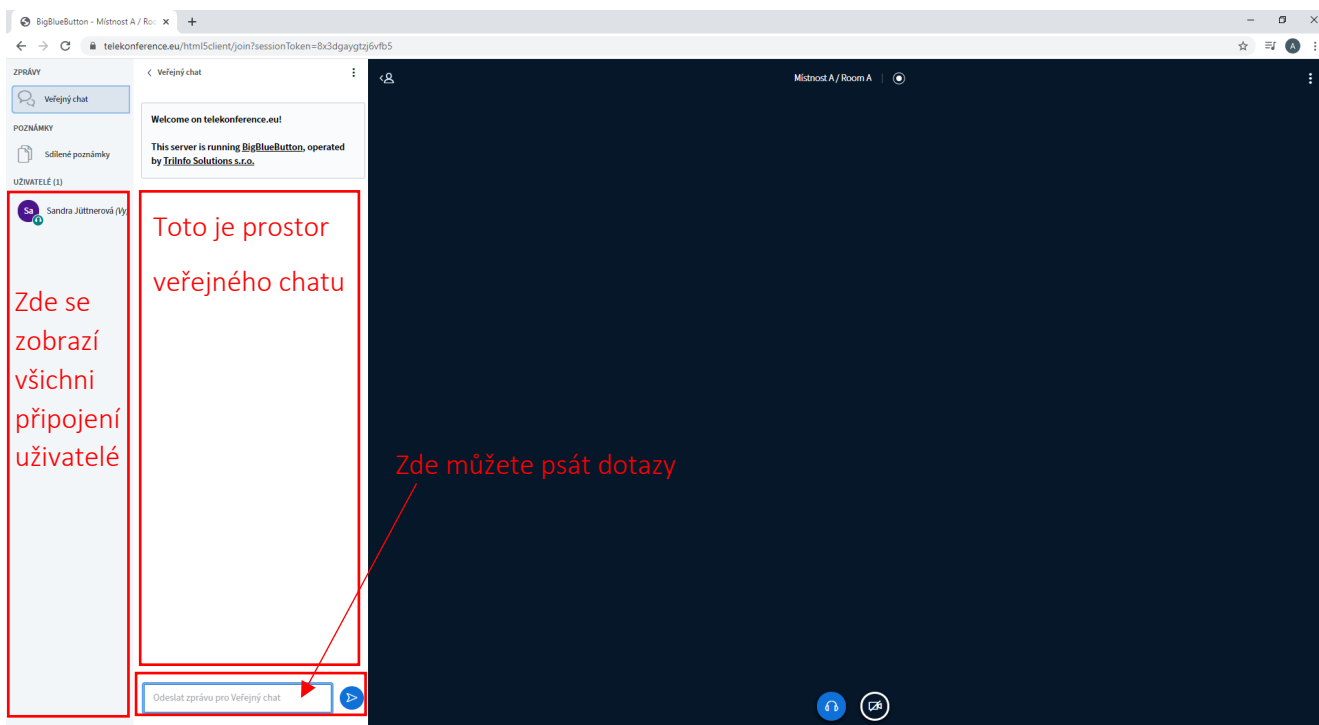 BigBlueButton - Místnost A / Roo
telekonference.eu/html5client/join?sessionToken=8x3dgaygtzj6vfb5
A
ZPRÁVY
Veřejný chat
POZNÁMKY
Sdílené poznámky
UŽIVATELÉ (1)
Sa
Sandra Jüttnerová (Vy)
Zde se
zobrazí
všichni
připojení
uživatelé
Veřejný chat
Welcome on telekonference.eu!
This server is running BigBlueButton, operated
by TriInfo Solutions s.r.o.
Toto je prostor
veřejného chatu
Odeslat zprávu pro Veřejný chat
Místnost A / Room A
Zde můžete psát dotazy